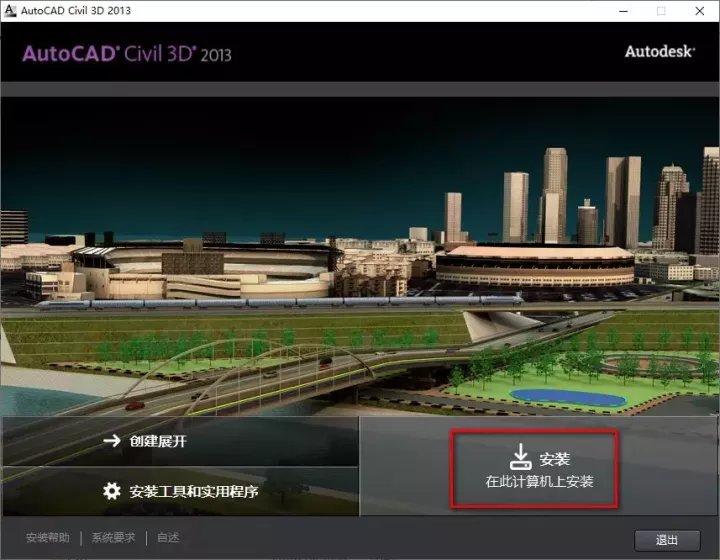 AutoCAD Civil 3D 2013
AutoCAD® Civil 3D® 2013
Autodesk®
创建展开
安装工具和实用程序
安装
在此计算机上安装
安装帮助 | 系统要求 | 自述
退出